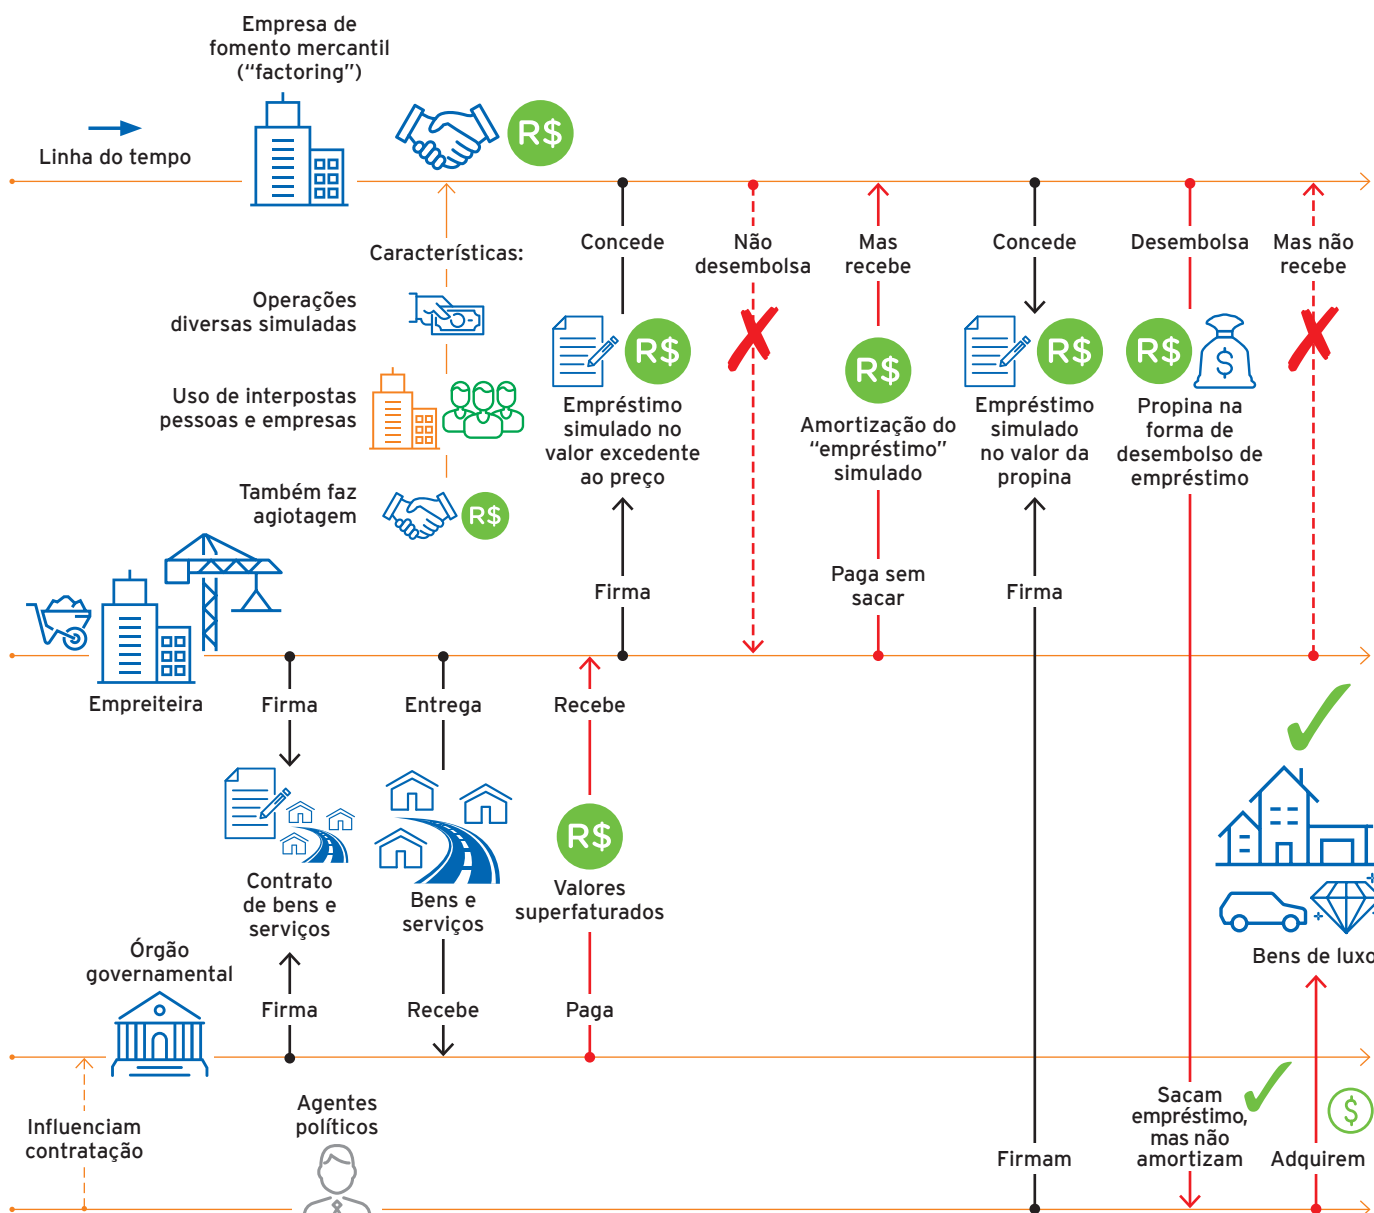 Empresa de
fomento mercantil
(“factoring”)
Linha do tempo
R$
Características:
Operações
diversas simuladas
Uso de interpostas
pessoas e empresas
Também faz
agiotagem
R$
Concede
R$
Empréstimo
simulado no
valor excedente
ao preço
Firma
Não
desembolsa
Mas
recebe
R$
Amortização do
“empréstimo”
simulado
Paga sem
sacar
Concede
R$
Empréstimo
simulado
no valor da
propina
Firma
Desembolsa
R$
$
Propina na
forma de
desembolso de
empréstimo
Mas não
recebe
Empreiteira
Firma
Contrato
de bens e
serviços
Firma
Entrega
Bens e
serviços
Recebe
Recebe
R$
Valores
superfaturados
Paga
Bens de luxo
Órgão
governamental
Influenciam
contratação
Agentes
políticos
Firmam
Sacam
empréstimo,
mas não
amortizam
$
Adquirem